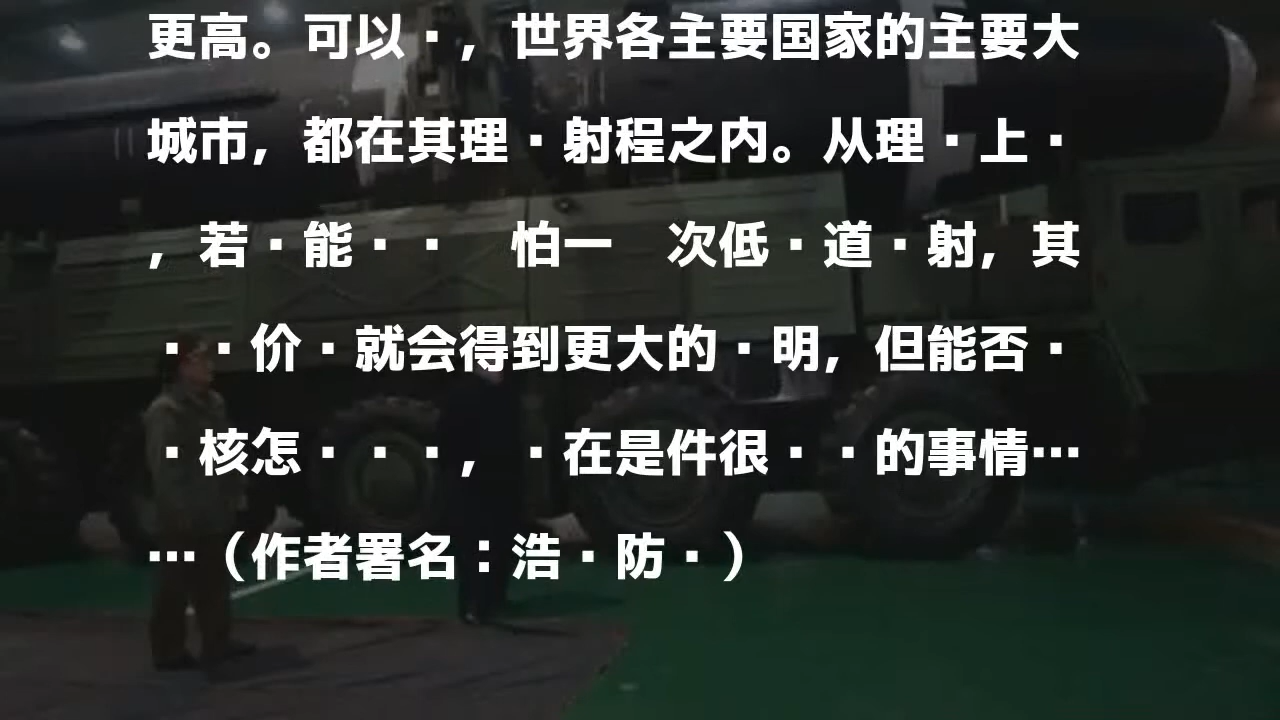 更高。可以·，世界各主要国家的主要大
城市，都在其理·射程之内。从理·上·
，若·能·· 怕一 次低·道·射，其
··价·就会得到更大的·明，但能否·
·核怎···，·在是件很··的事情…
…（作者署名：浩·防·）